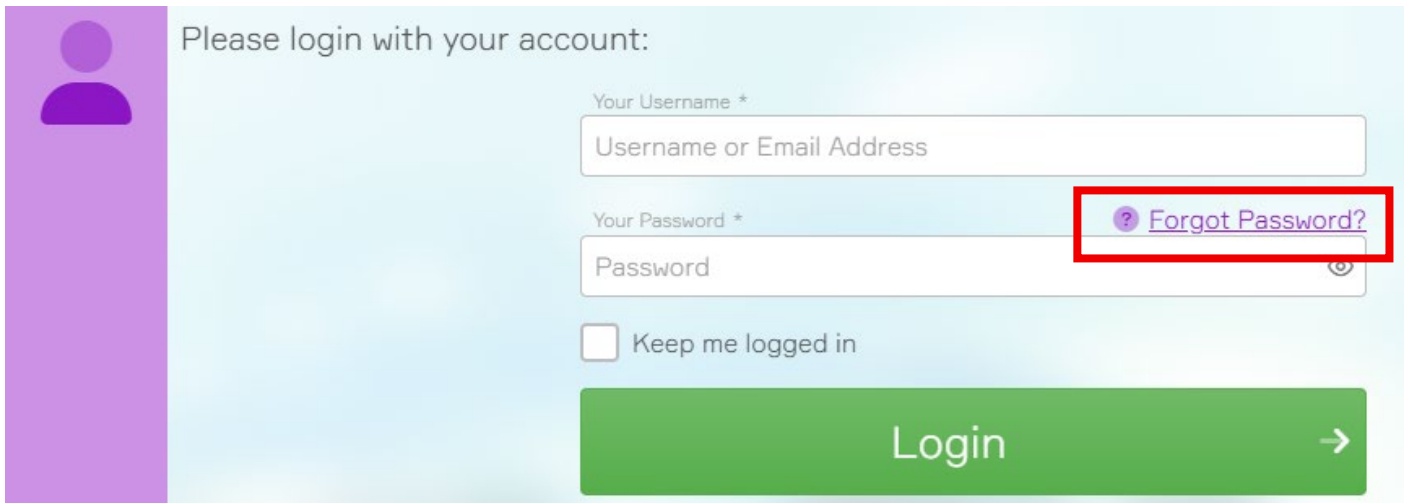 Please login with your account:
Your Username *
Username or Email Address
Your Password *
? Forgot Password?
Password
Keep me logged in
Login